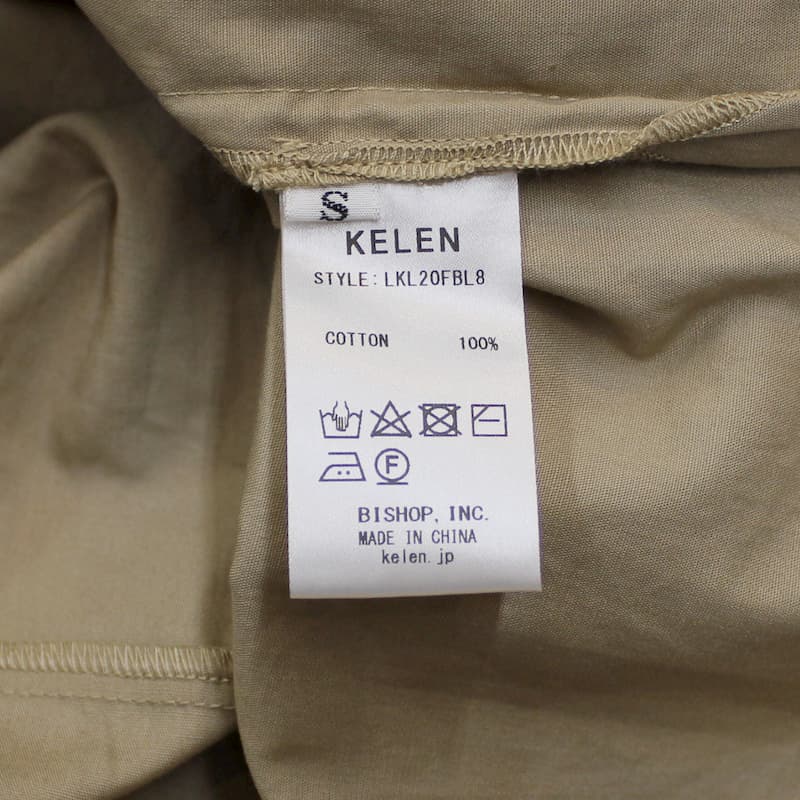 S
KELEN
STYLE: LKL20FBL8
COTTON 100%
F
BISHOP, INC.
MADE IN CHINA
kelen.jp